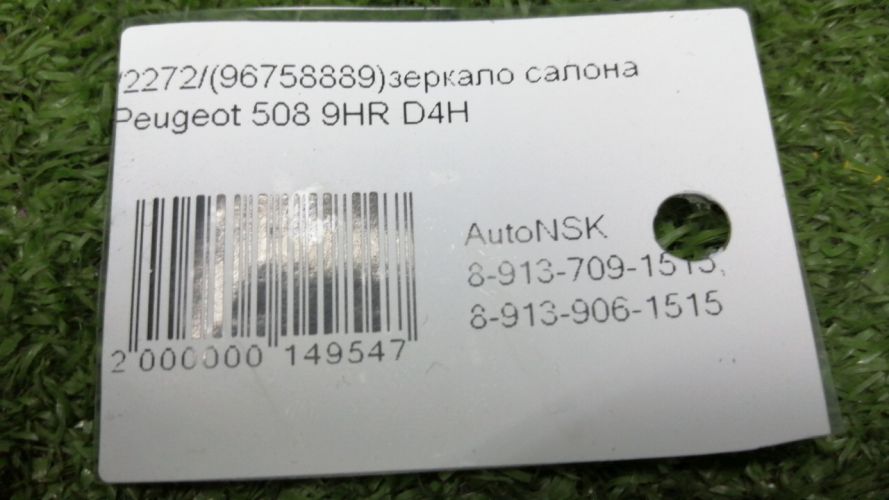 /2272/(96758889)зеркало салона
Peugeot 508 9HR D4H
AutoNSK
8-913-709-1515,
8-913-906-1515
2 000000 149547